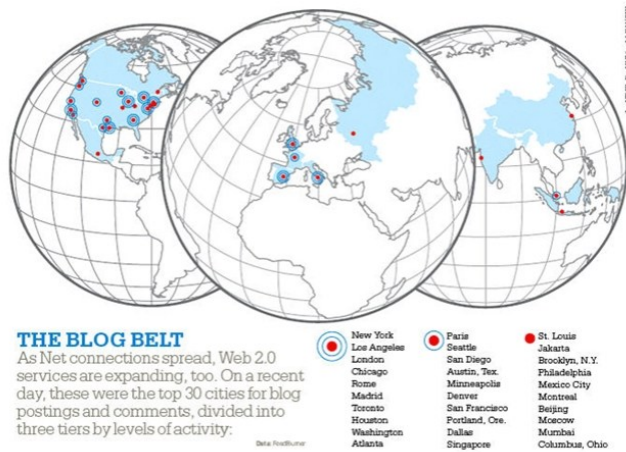 THE BLOG BELT
As Net connections spread, Web 2.0
services are expanding, too. On a recent
day, these were the top 30 cities for blog
postings and comments, divided into
three tiers by levels of activity:
Data: FeedBurner
New York
Los Angeles
London
Chicago
Rome
Madrid
Toronto
Houston
Washington
Atlanta
Paris
Seattle
San Diego
Austin, Tex.
Minneapolis
Denver
San Francisco
Portland, Ore.
Dallas
Singapore
St. Louis
Jakarta
Brooklyn, N.Y.
Philadelphia
Mexico City
Montreal
Beijing
Moscow
Mumbai
Columbus, Ohio